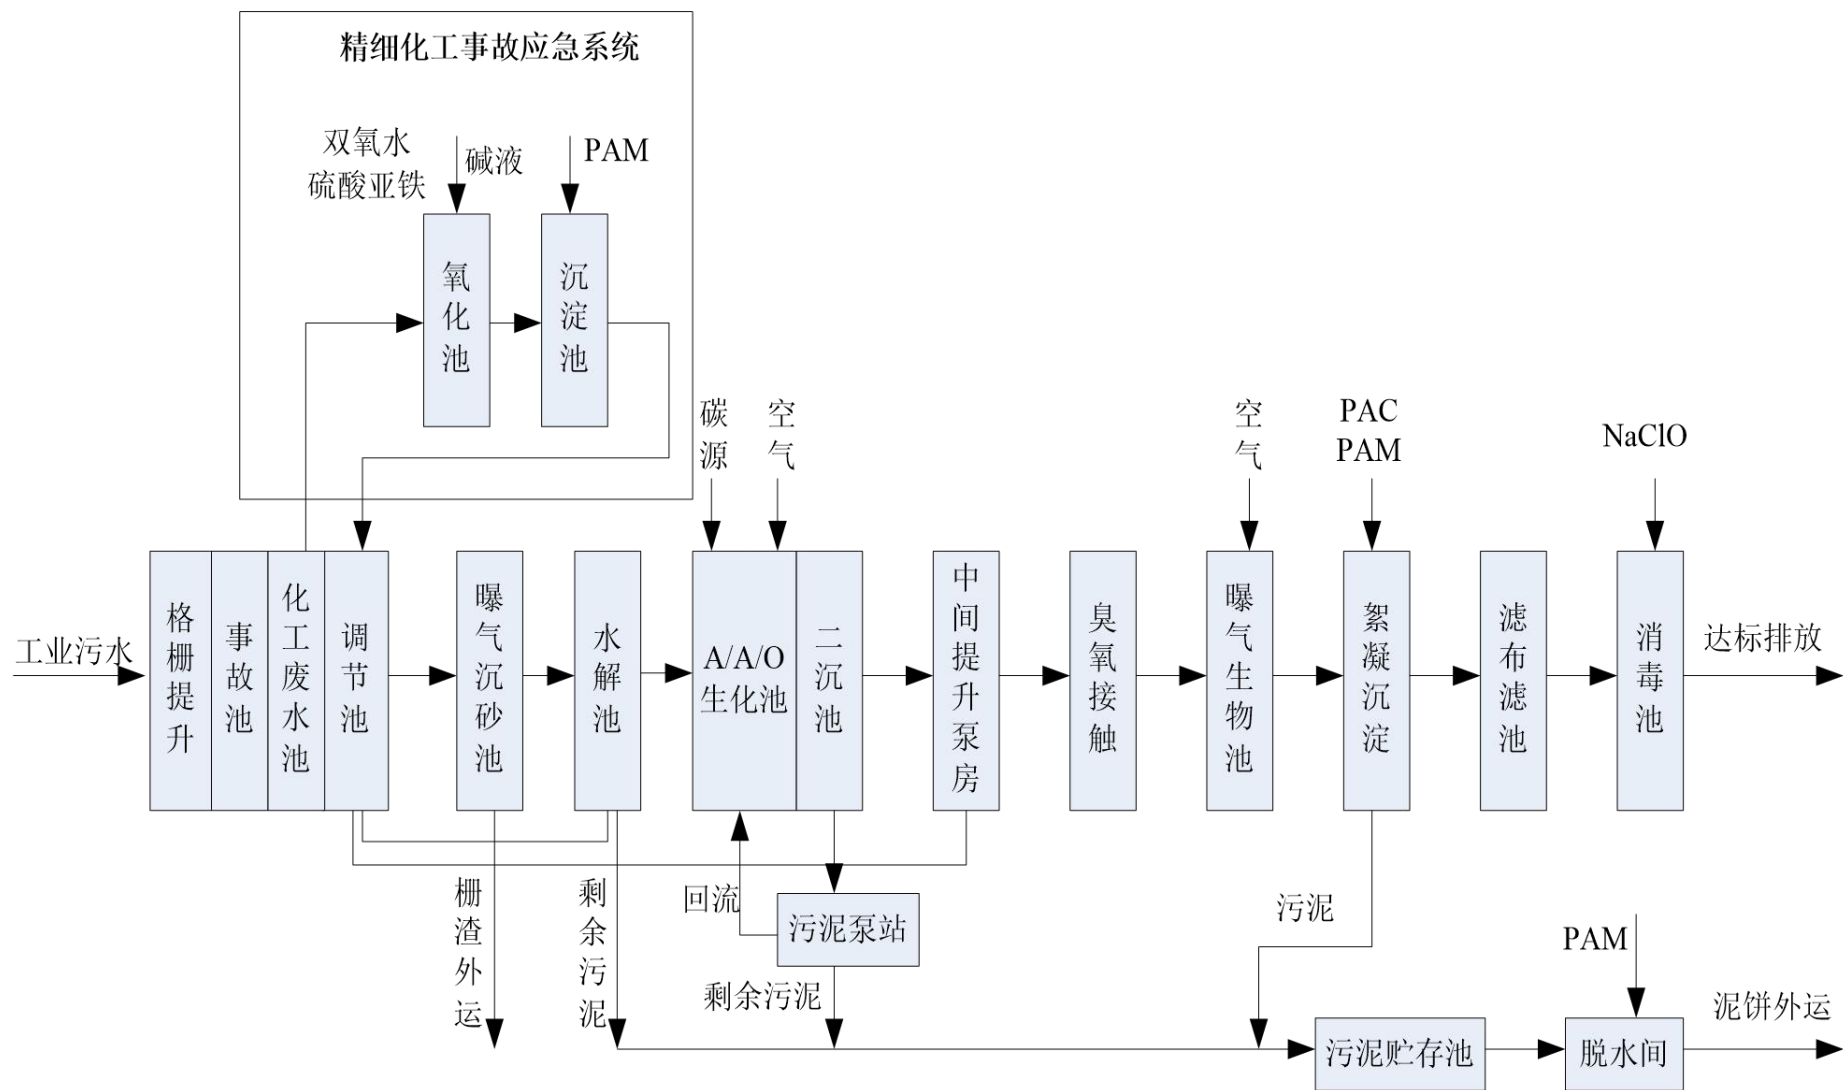 精细化工事故应急系统
双氧水
硫酸亚铁
碱液
PAM
氧化池
沉淀池
碳源
空气
空气
PAC
PAM
NaClO
工业污水
格栅提升
事故池
化工废水池
调节池
曝气沉砂池
水解池
A/A/O
生化池
二沉池
中间提升泵房
臭氧接触
曝气生物池
絮凝沉淀
滤布滤池
消毒池
达标排放
栅渣外运
剩余污泥
回流
污泥泵站
剩余污泥
污泥
PAM
污泥贮存池
脱水间
泥饼外运